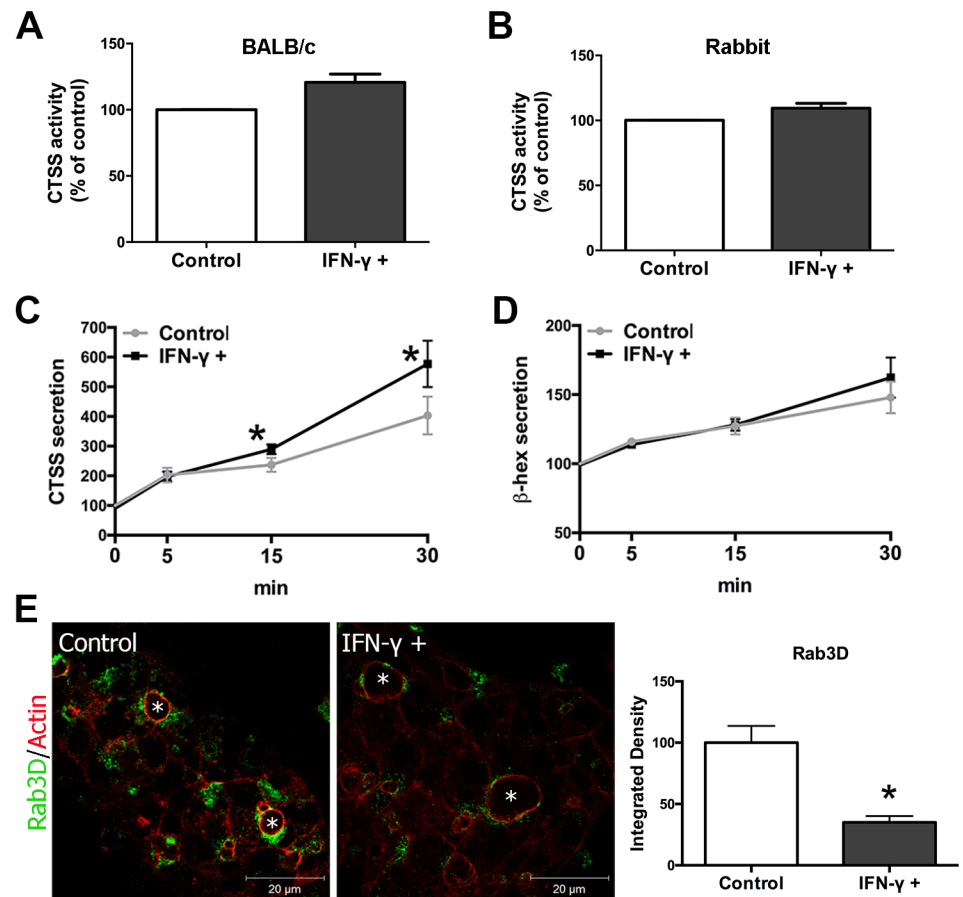 A
BALB/c
CTSS activity
(% of control)
150
100
50
0
Control
IFN-γ +
B
Rabbit
CTSS activity
(% of control)
150
100
50
0
Control
IFN-γ +
C
Control
IFN-γ +
CTSS secretion
700
600
500
400
300
200
100
0
*
*
0 5 15 30
min
D
Control
IFN-γ +
β-hex secretion
200
150
100
50
0 5 15 30
min
E
Rab3D/Actin
Control
*
*
20 μm
IFN-γ +
*
*
20 μm
Rab3D
Integrated Density
150
100
50
0
*
Control
IFN-γ +